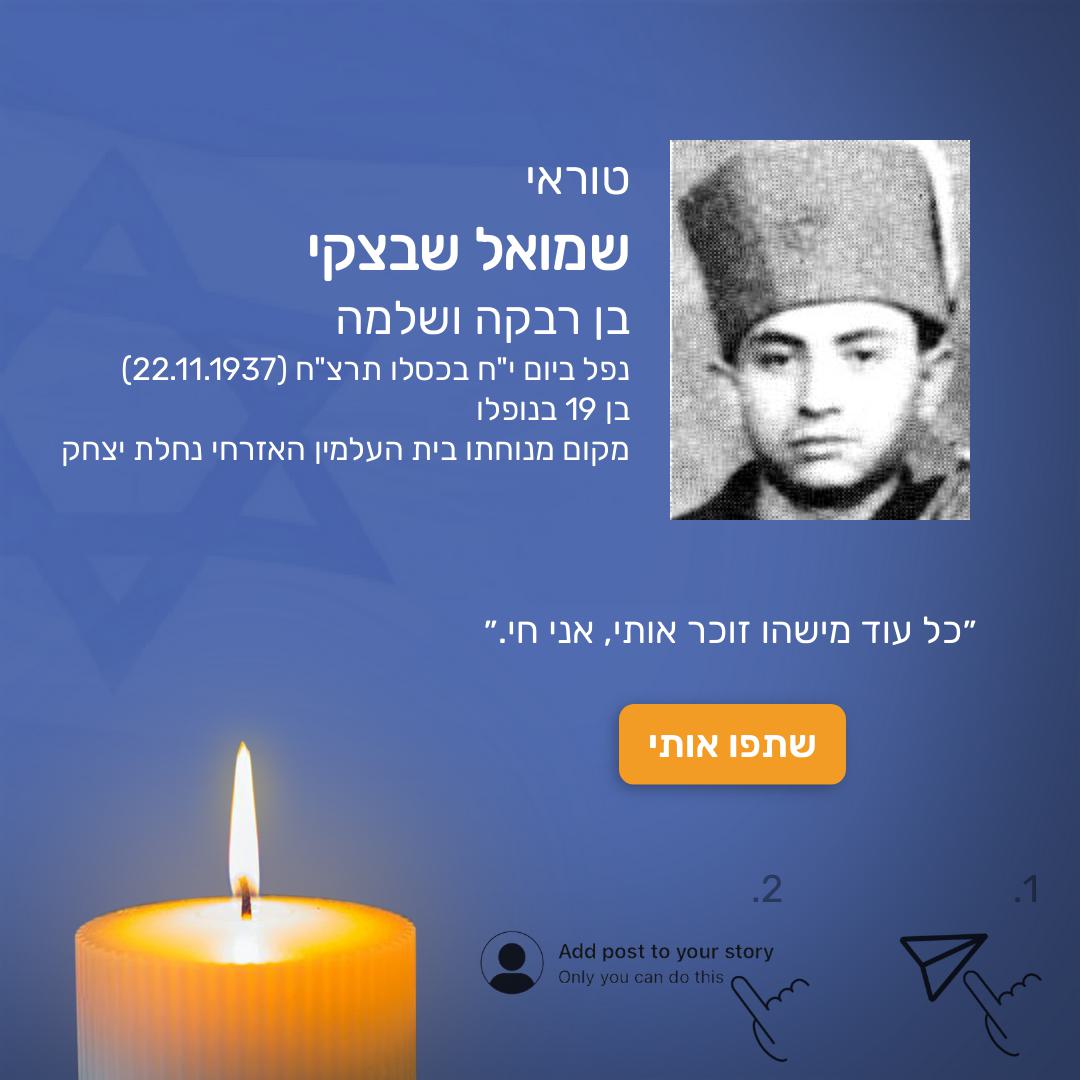 טוראי
שמואל שבצקי
בן רבקה ושלמה
נפל ביום י"ח בכסלו תרצ"ח (22.11.1937)
בן 19 בנופלו
מקום מנוחתו בית העלמין האזרחי נחלת יצחק
״כל עוד מישהו זוכר אותי, אני חי.״
שתפו אותי
1.
2.
Add post to your story
Only you can do this